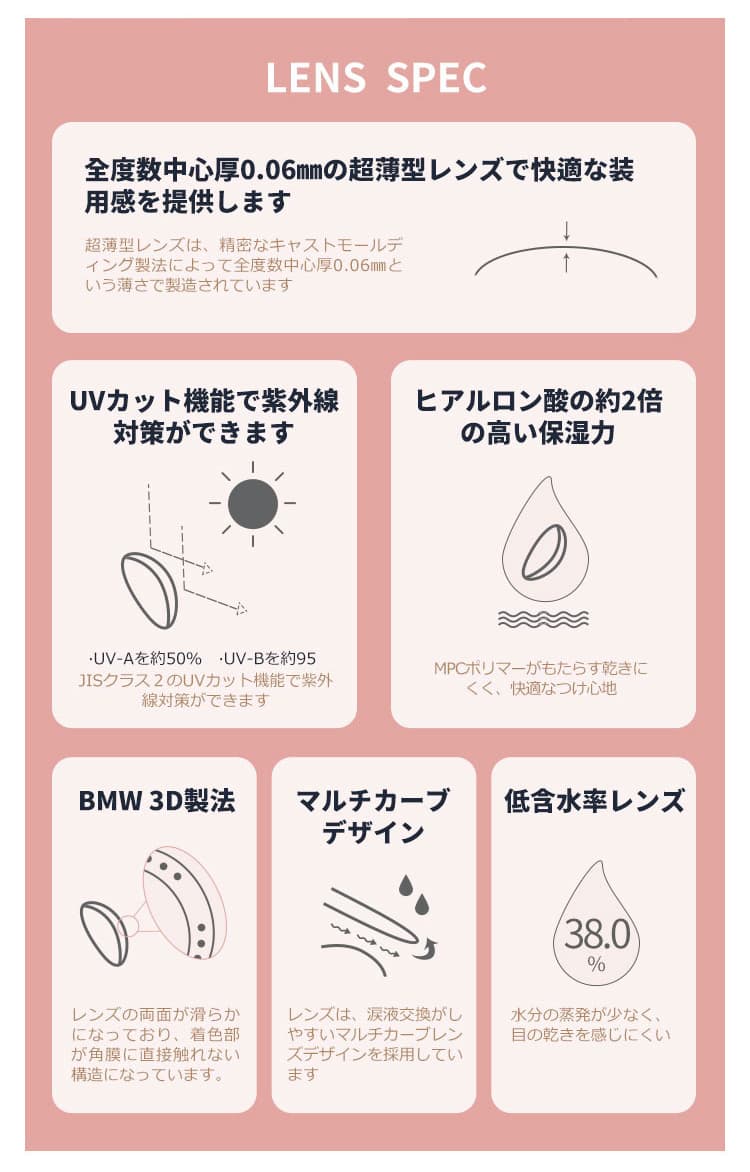 LENS SPEC
全度数中心厚0.06㎜の超薄型レンズで快適な装
用感を提供します
超薄型レンズは、精密なキャストモールデ
ィング製法によって全度数中心厚0.06㎜と
いう薄さで製造されています
UVカット機能で紫外線
対策ができます
·UV-Aを約50% ·UV-Bを約95
JISクラス２のUVカット機能で紫外
線対策ができます
ヒアルロン酸の約2倍
の高い保湿力
MPCポリマーがもたらす乾きに
くく、快適なつけ心地
BMW 3D製法
レンズの両面が滑らか
になっており、着色部
が角膜に直接触れない
構造になっています。
マルチカーブ
デザイン
レンズは、涙液交換がし
やすいマルチカーブレン
ズデザインを採用してい
ます
低含水率レンズ
38.0
%
水分の蒸発が少なく、
目の乾きを感じにくい